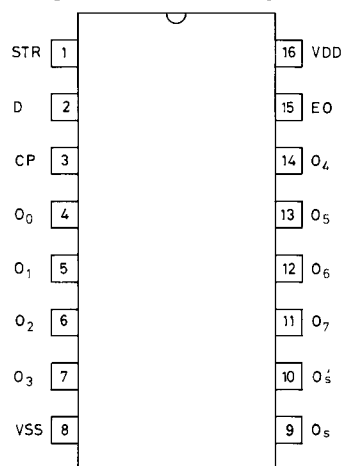 STR 1 16 VDD
D 2 15 EO
CP 3 14 O₄
O₀ 4 13 O₅
O₁ 5 12 O₆
O₂ 6 11 O₇
O₃ 7 10 O's
VSS 8 9 Os